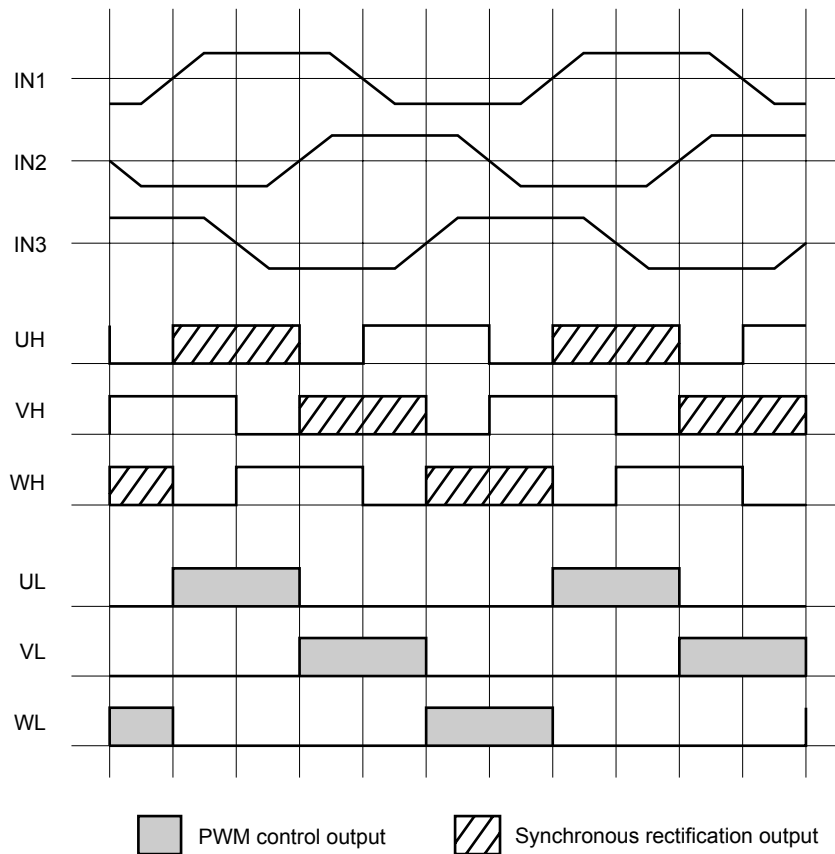 IN1
IN2
IN3
UH
VH
WH
UL
VL
WL
PWM control output
Synchronous rectification output